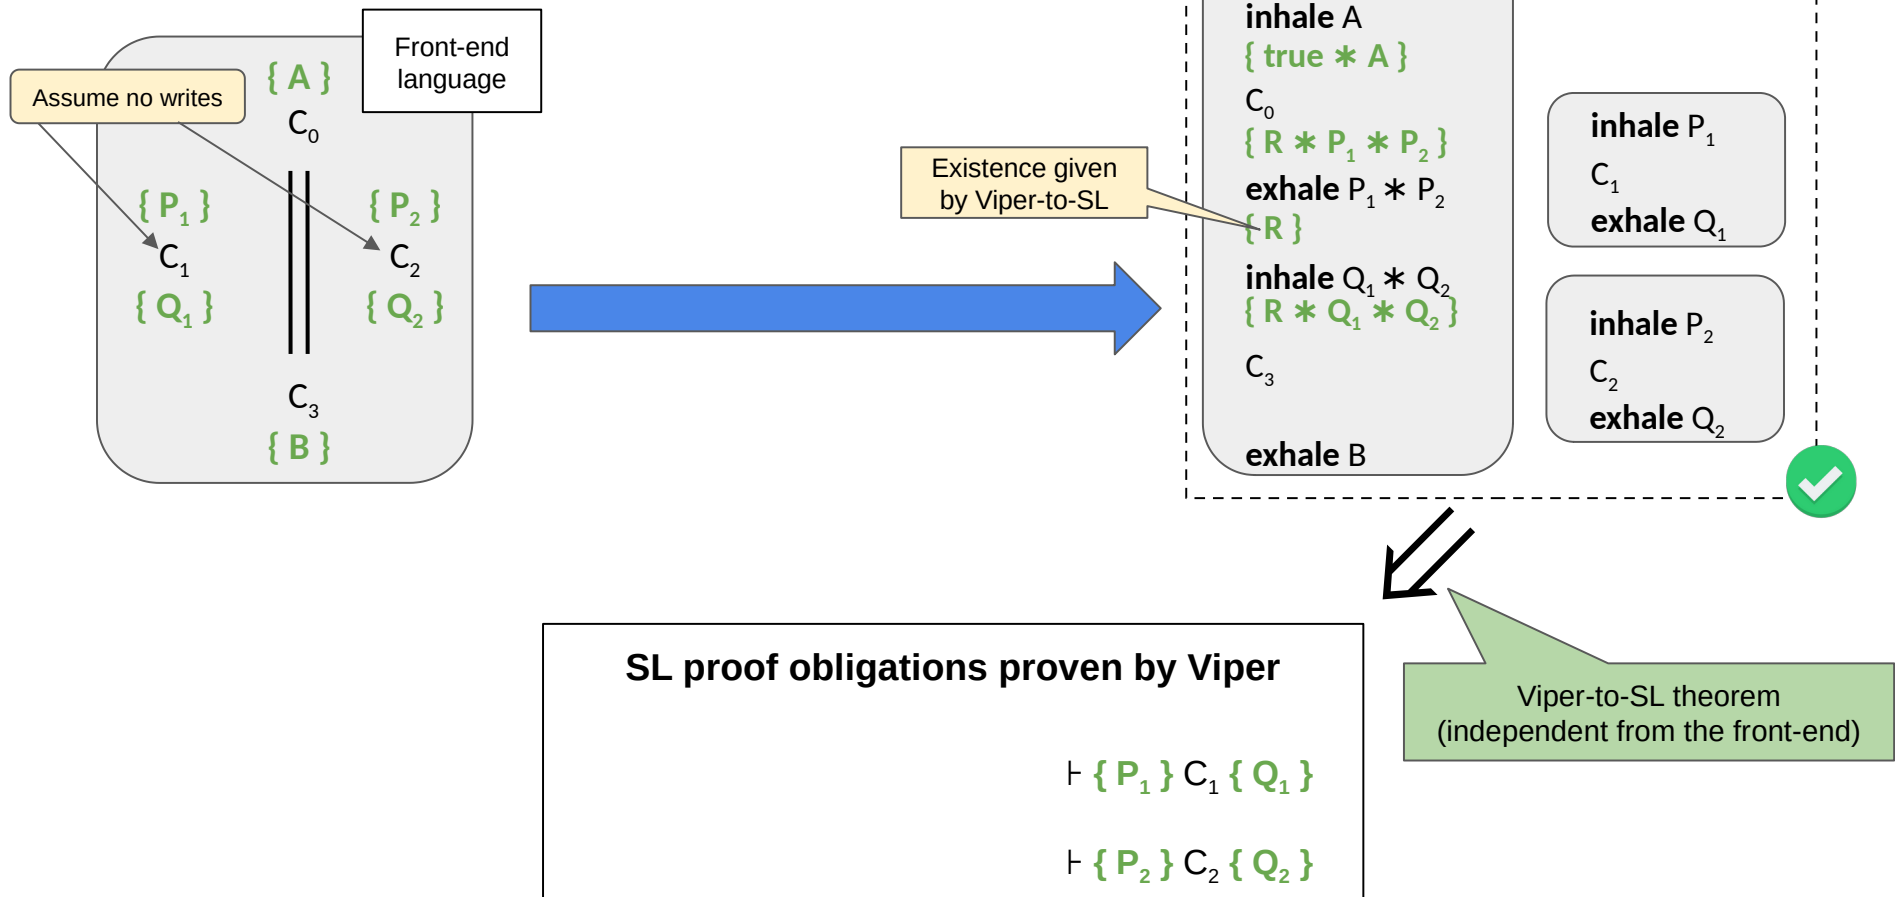 Front-end
language
Assume no writes
{ A }
C₀
{ P₁ }
{ P₂ }
C₁
C₂
{ Q₁ }
{ Q₂ }
C₃
{ B }
Existence given
by Viper-to-SL
inhale A
{ true ∗ A }
C₀
{ R ∗ P₁ ∗ P₂ }
exhale P₁ ∗ P₂
{ R }
inhale Q₁ ∗ Q₂
{ R ∗ Q₁ ∗ Q₂ }
C₃
exhale B
inhale P₁
C₁
exhale Q₁
inhale P₂
C₂
exhale Q₂
SL proof obligations proven by Viper
⊦ { P₁ } C₁ { Q₁ }
⊦ { P₂ } C₂ { Q₂ }
Viper-to-SL theorem
(independent from the front-end)